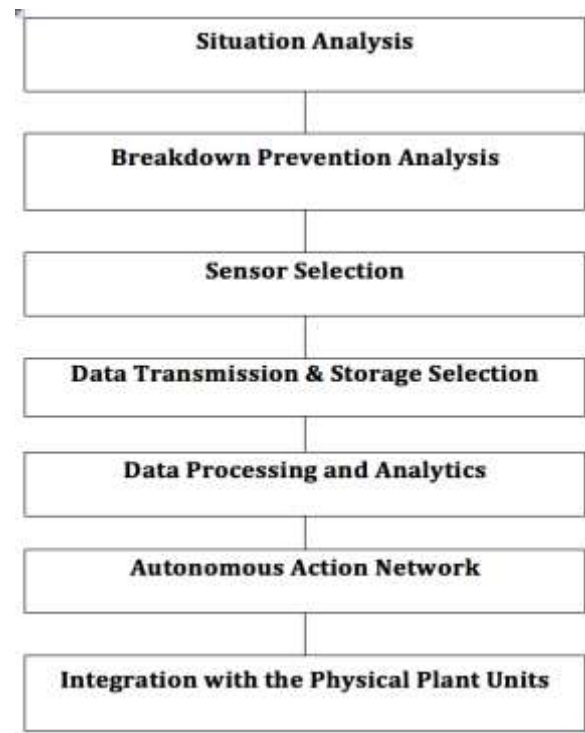 Situation Analysis
Breakdown Prevention Analysis
Sensor Selection
Data Transmission & Storage Selection
Data Processing and Analytics
Autonomous Action Network
Integration with the Physical Plant Units